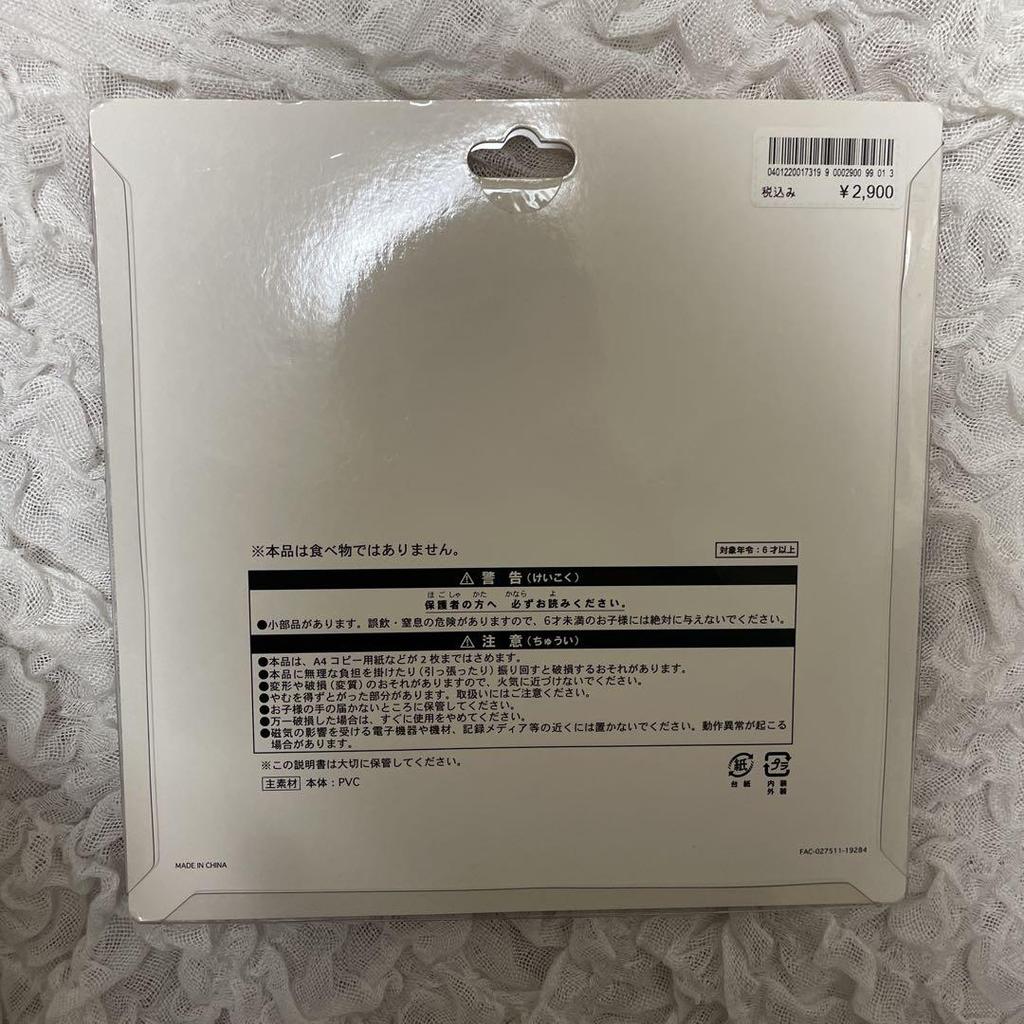 0401220017319 9 0002900 99 01 3
税込み ¥2,900
※本品は食べ物ではありません。
対象年令：6才以上
⚠ 警告（けいこく）
ほごしゃ かた かなら よ
保護者の方へ 必ずお読みください。
●小部品があります。誤飲・窒息の危険がありますので、6才未満のお子様には絶対に与えないでください。
⚠ 注意（ちゅうい）
●本品は、A4コピー用紙などが2枚まではさめます。
●本品に無理な負担を掛けたり（引っ張ったり）振り回すと破損するおそれがあります。
●変形や破損（変質）のおそれがありますので、火気に近づけないでください。
●やむを得ずとがった部分があります。取扱いにはご注意ください。
●お子様の手の届かないところに保管してください。
●万一破損した場合は、すぐに使用をやめてください。
●磁気の影響を受ける電子機器や機材、記録メディア等の近くには置かないでください。動作異常が起こる
場合があります。
※この説明書は大切に保管してください。
主素材 本体：PVC
紙 プラ
台紙 内装
外装
MADE IN CHINA
FAC-027511-19284